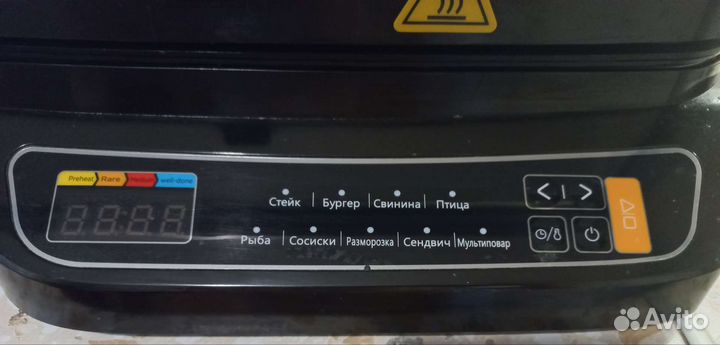 Preheat Rare Medium well-done
Стейк Бургер Свинина Птица
Рыба Сосиски Разморозка Сендвич Мультиповар
Avito